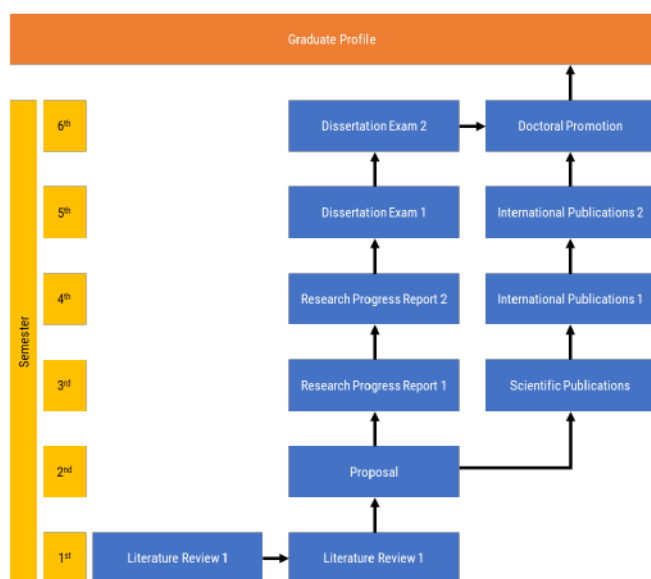 Graduate Profile
Semester
6th
Dissertation Exam 2
Doctoral Promotion
5th
Dissertation Exam 1
International Publications 2
4th
Research Progress Report 2
International Publications 1
3rd
Research Progress Report 1
Scientific Publications
2nd
Proposal
1st
Literature Review 1
Literature Review 1